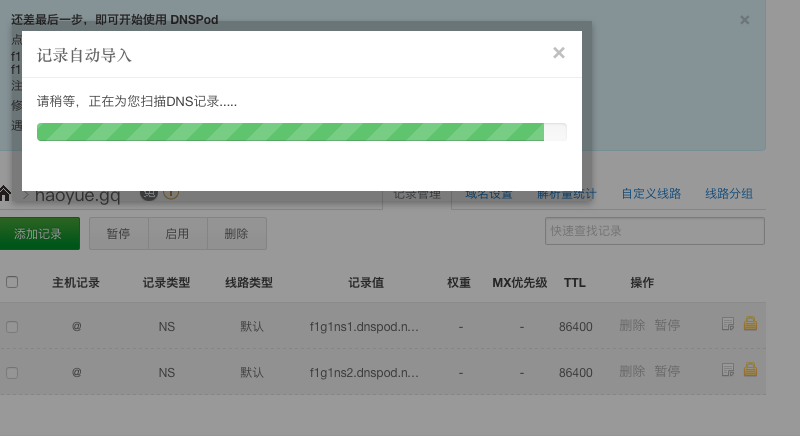 还差最后一步，即可开始使用 DNSPod
×
点
f1g
f1g
注
修
遇
记录自动导入
×
请稍等，正在为您扫描DNS记录.....
haoyue.gq
记录管理 域名设置 解析量统计 自定义线路 线路分组
添加记录 暂停 启用 删除 快速查找记录
主机记录 记录类型 线路类型 记录值 权重 MX优先级 TTL 操作
@ NS 默认 f1g1ns1.dnspod.n... - - 86400 删除 暂停
@ NS 默认 f1g1ns2.dnspod.n... - - 86400 删除 暂停